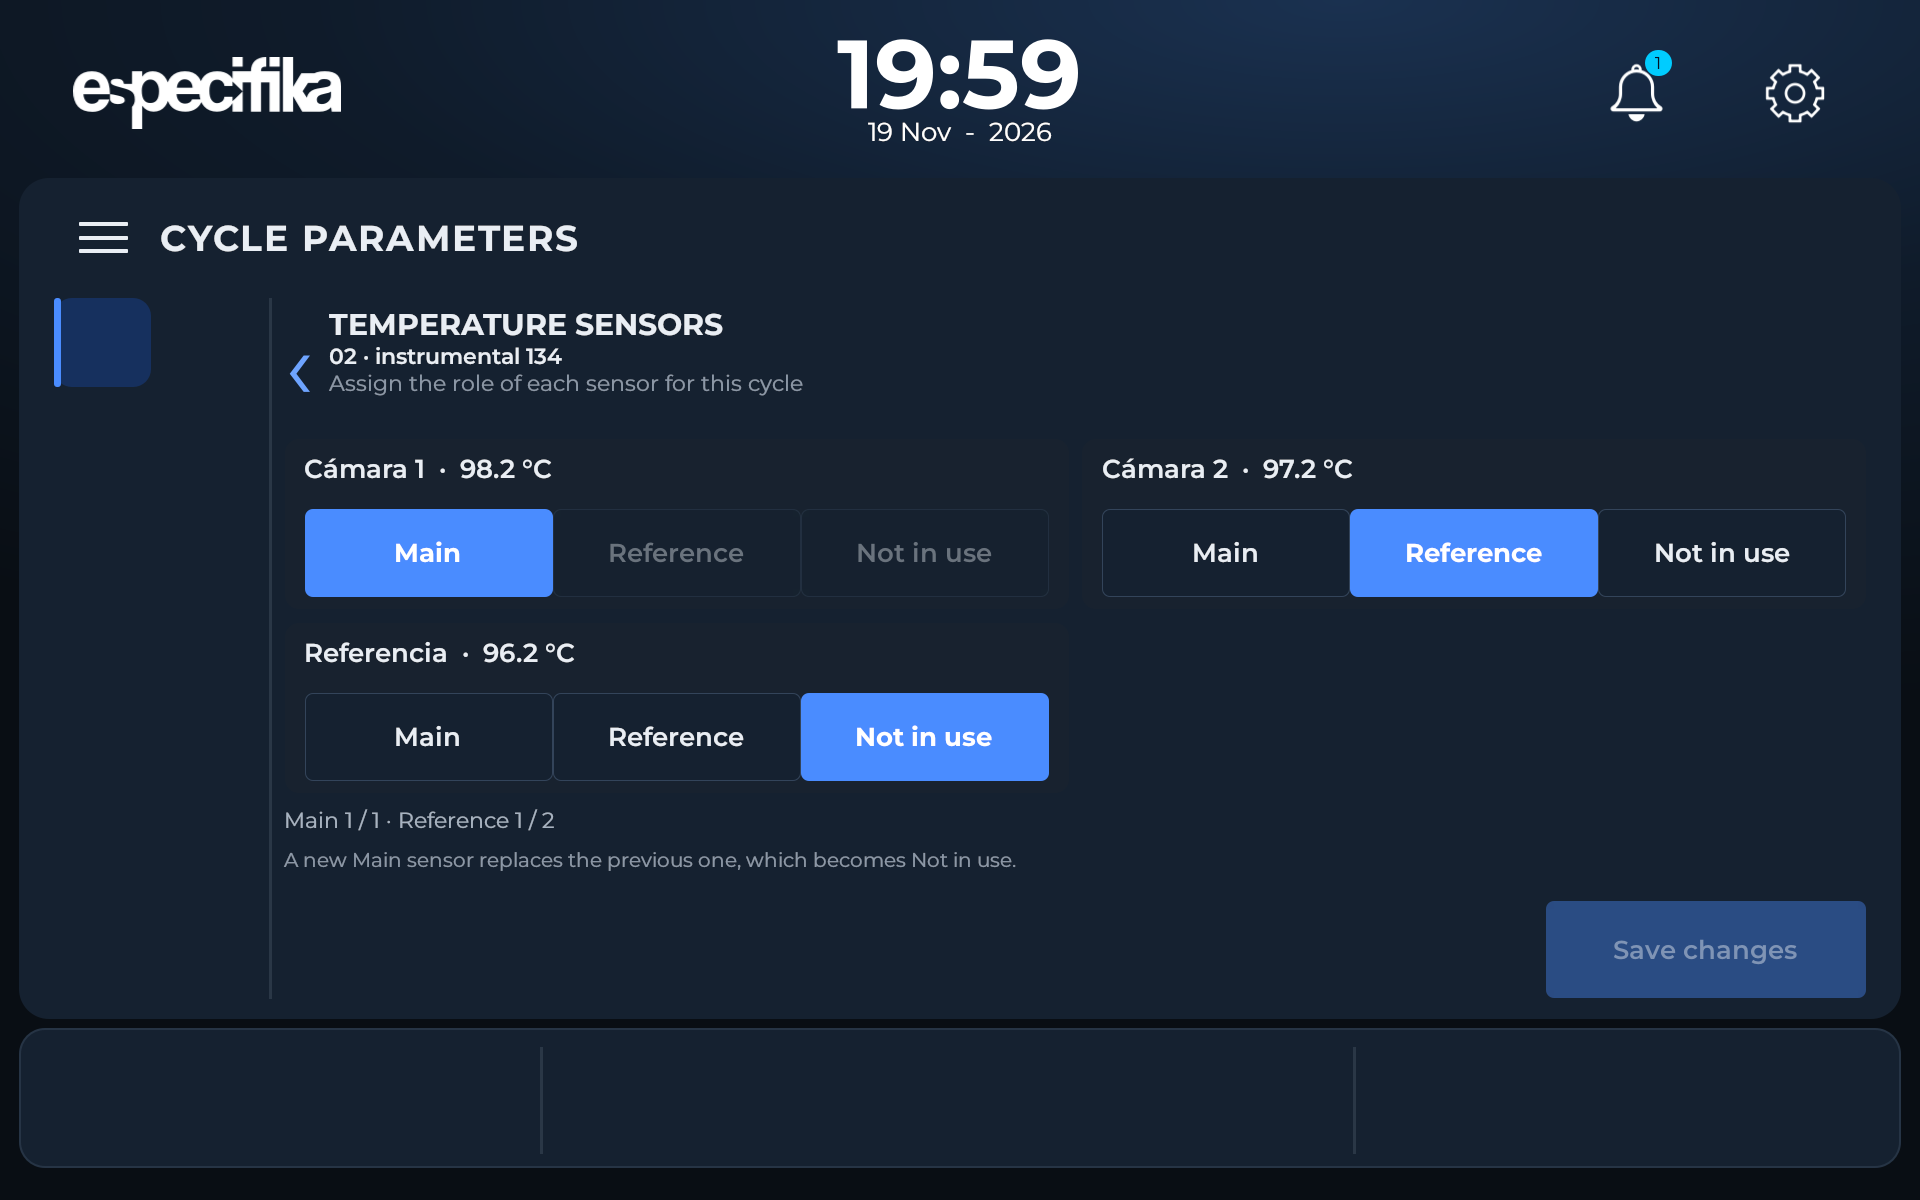 especifika
19:59
19 Nov - 2026
1
CYCLE PARAMETERS
TEMPERATURE SENSORS
02 · instrumental 134
Assign the role of each sensor for this cycle
Cámara 1 · 98.2 °C
Main Reference Not in use
Cámara 2 · 97.2 °C
Main Reference Not in use
Referencia · 96.2 °C
Main Reference Not in use
Main 1 / 1 · Reference 1 / 2
A new Main sensor replaces the previous one, which becomes Not in use.
Save changes